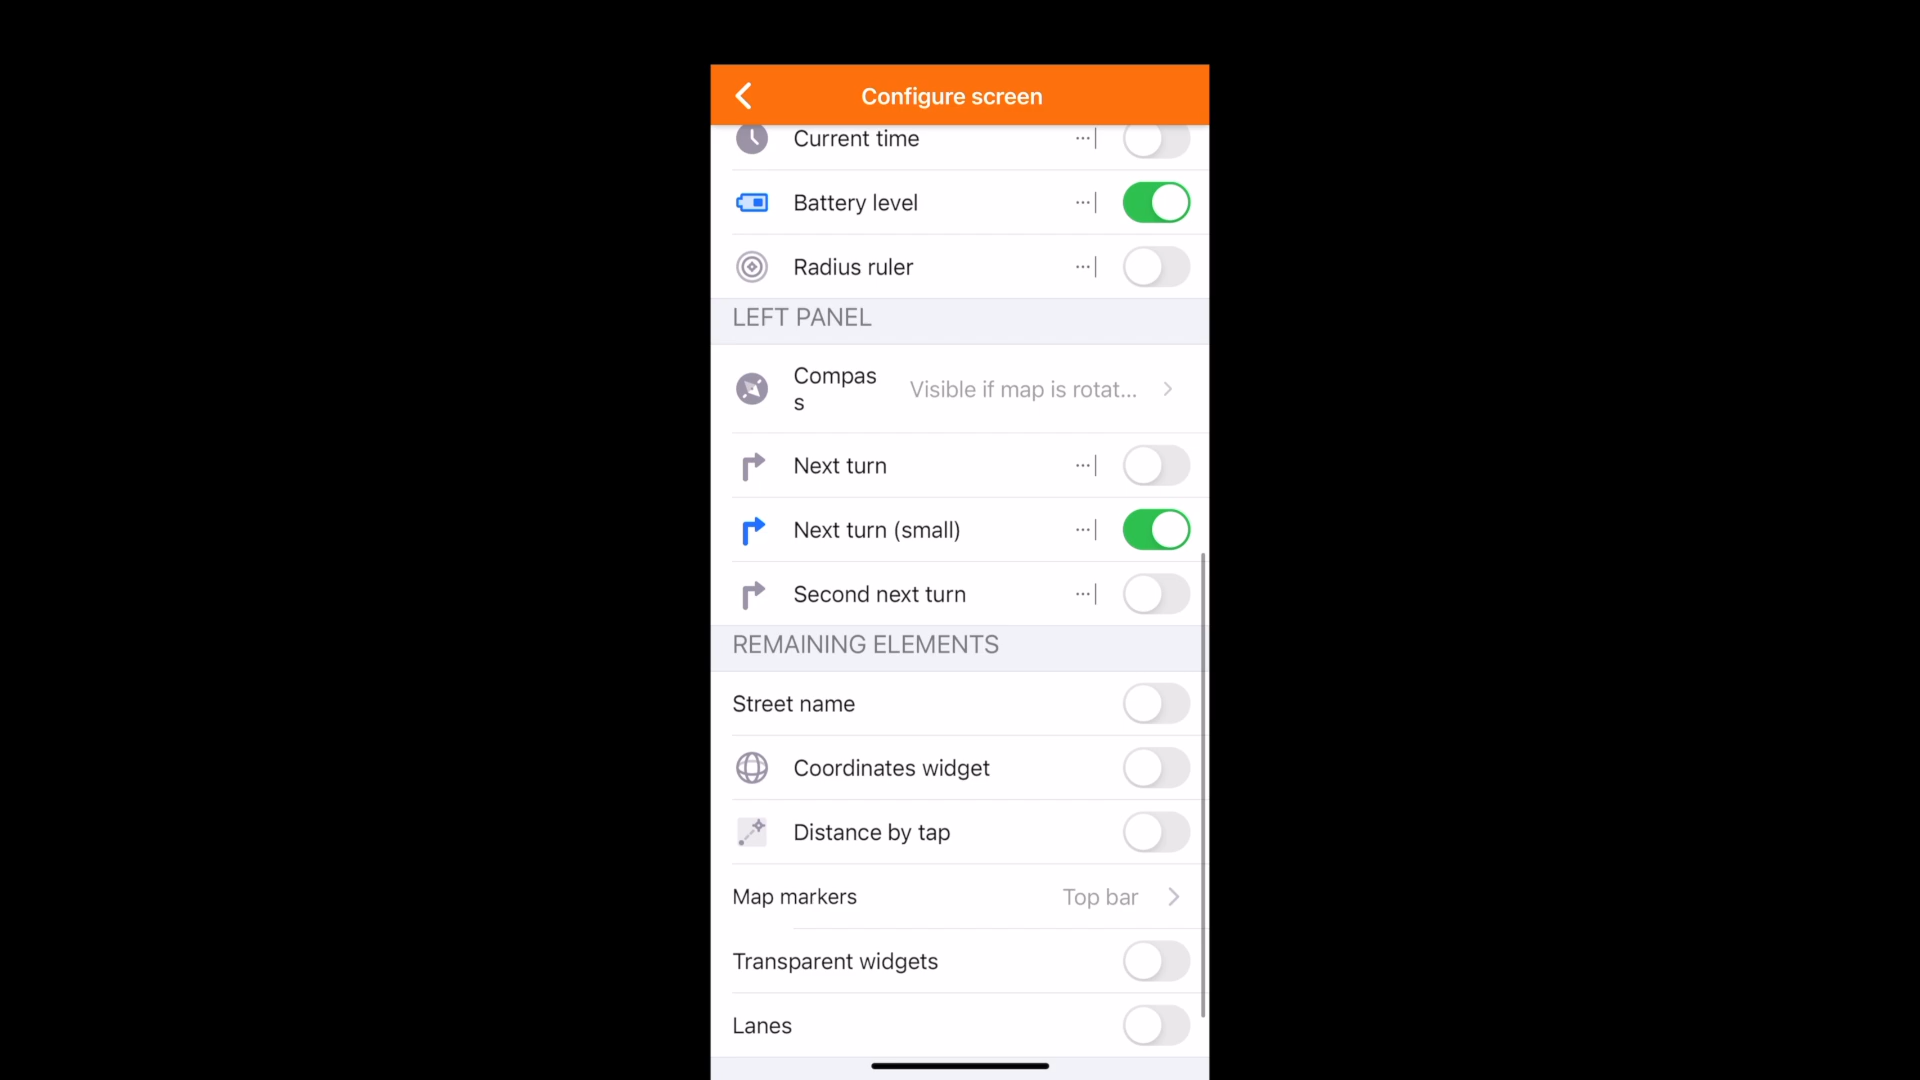 Configure screen
Current time
Battery level
Radius ruler
LEFT PANEL
Compas
s
Visible if map is rotat...
Next turn
Next turn (small)
Second next turn
REMAINING ELEMENTS
Street name
Coordinates widget
Distance by tap
Map markers Top bar
Transparent widgets
Lanes